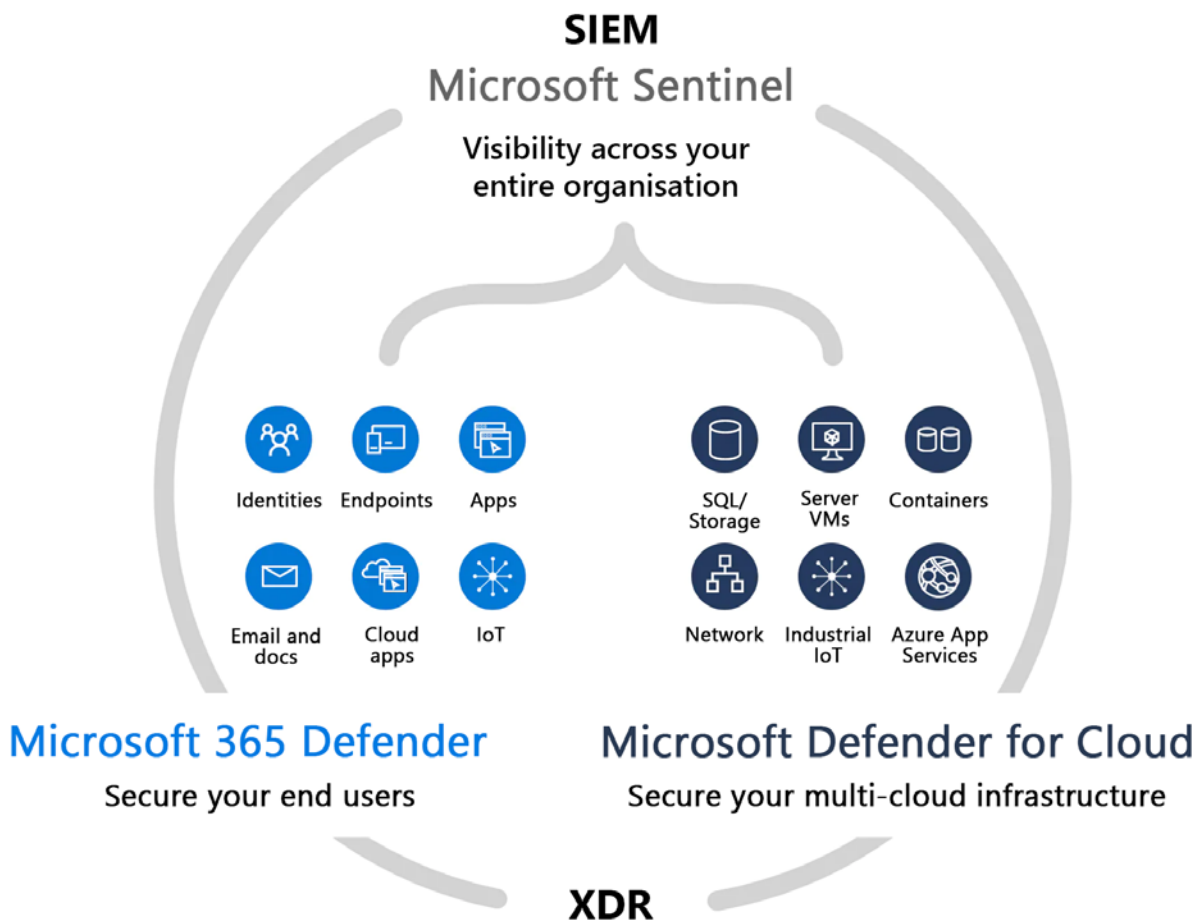 SIEM
Microsoft Sentinel
Visibility across your
entire organisation
Identities
Endpoints
Apps
SQL/
Storage
Server
VMs
Containers
Email and
docs
Cloud
apps
IoT
Network
Industrial
IoT
Azure App
Services
Microsoft 365 Defender
Secure your end users
Microsoft Defender for Cloud
Secure your multi-cloud infrastructure
XDR